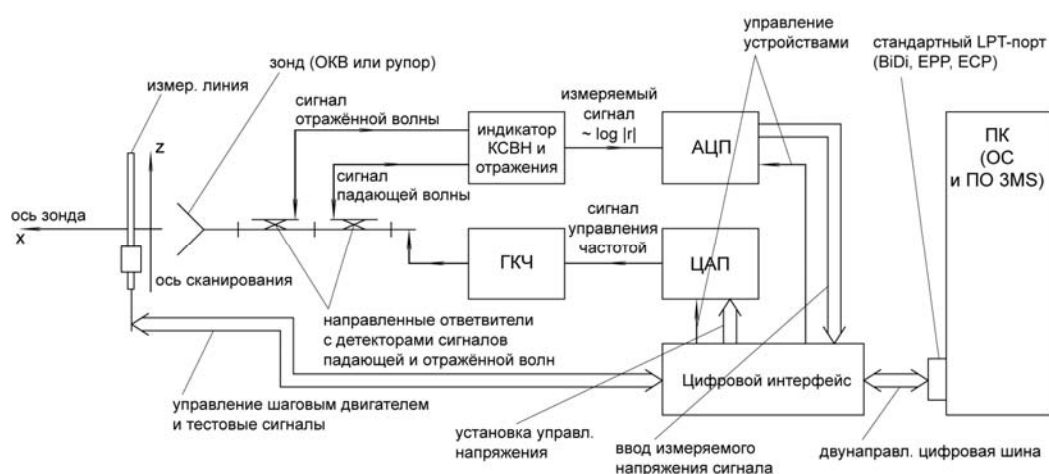 управление
устройствами
стандартный LPT-порт
(BiDi, EPP, ECP)
зонд (ОКВ или рупор)
измер. линия
сигнал
отражённой волны
измеряемый
сигнал
~ log |r|
индикатор
КСВН и
отражения
АЦП
ПК
(ОС
и ПО 3MS)
z
сигнал
падающей волны
ось зонда
x
сигнал
управления
частотой
ГКЧ
ЦАП
ось сканирования
направленные ответвители
с детекторами сигналов
падающей и отражённой волн
Цифровой интерфейс
управление шаговым двигателем
и тестовые сигналы
установка управл.
напряжения
ввод измеряемого
напряжения сигнала
двунаправл. цифровая шина